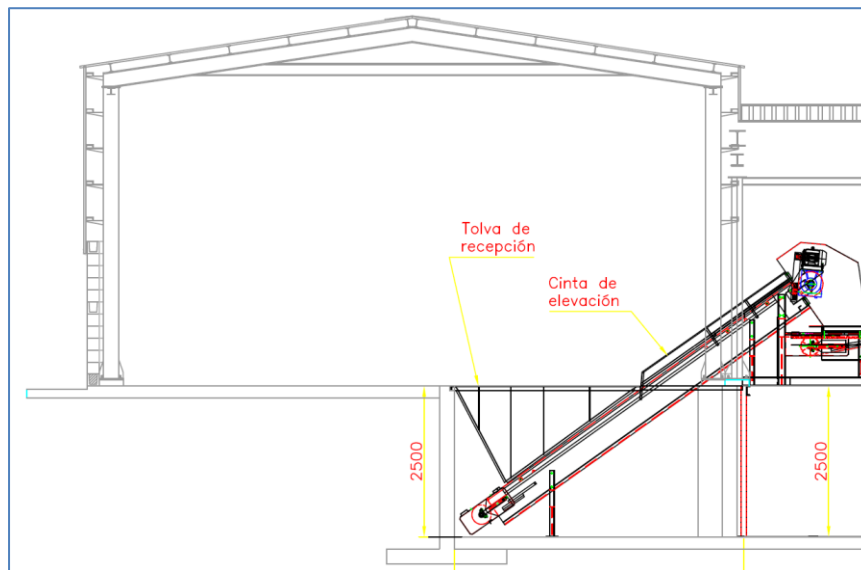 Tolva de
recepción
Cinta de
elevación
2500
2500